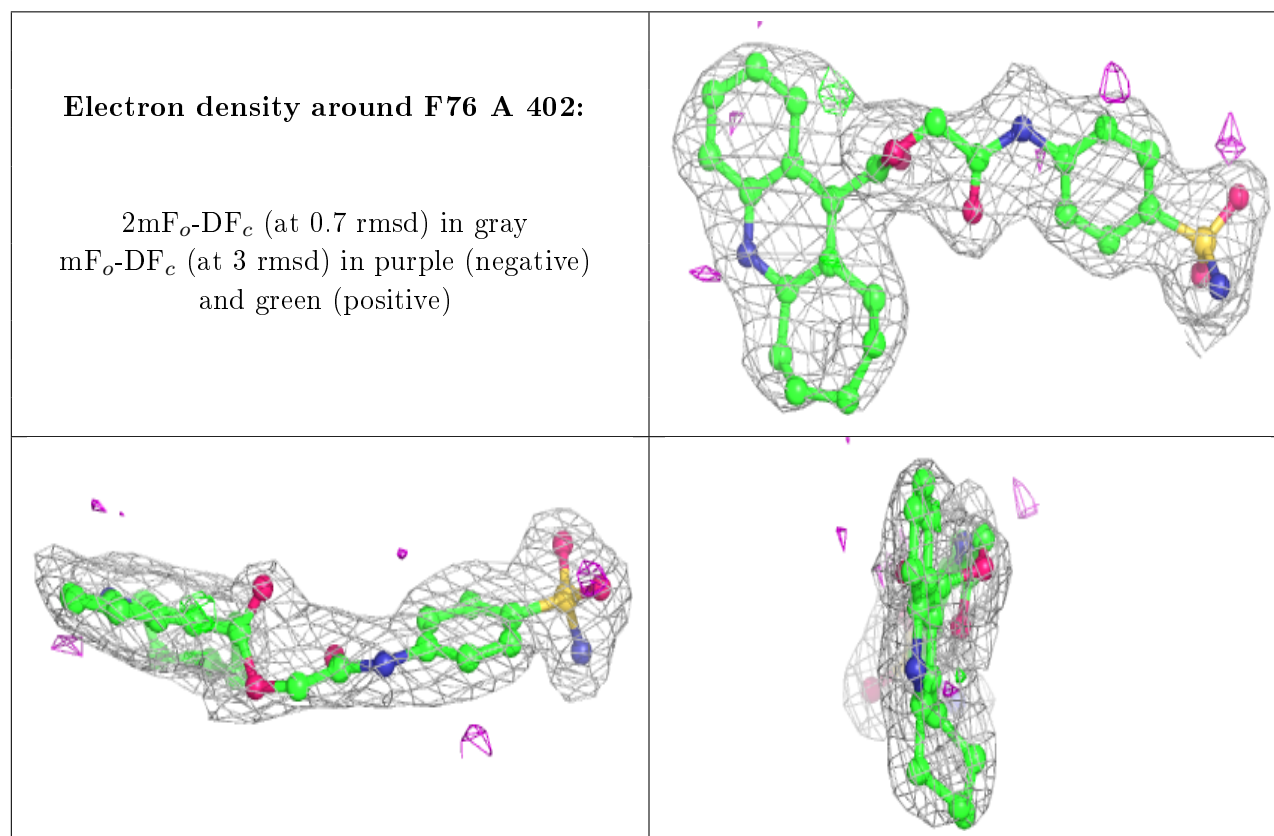 Electron density around F76 A 402:
2mFo-DFc (at 0.7 rmsd) in gray
mFo-DFc (at 3 rmsd) in purple (negative)
and green (positive)